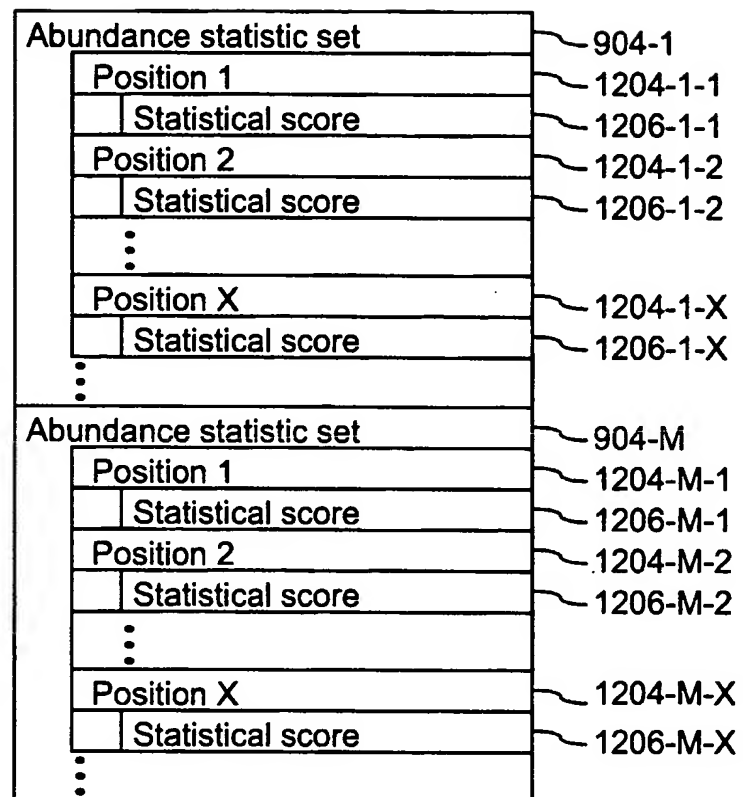 Abundance statistic set 904-1
Position 1 1204-1-1
Statistical score 1206-1-1
Position 2 1204-1-2
Statistical score 1206-1-2
Position X 1204-1-X
Statistical score 1206-1-X
Abundance statistic set 904-M
Position 1 1204-M-1
Statistical score 1206-M-1
Position 2 1204-M-2
Statistical score 1206-M-2
Position X 1204-M-X
Statistical score 1206-M-X